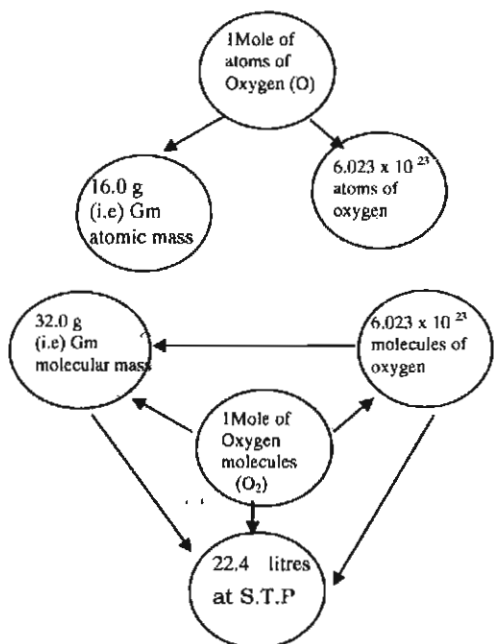 1Mole of
atoms of
Oxygen (O)
16.0 g
(i.e) Gm
atomic mass
6.023 x 10 23
atoms of
oxygen
32.0 g
(i.e) Gm
molecular mass
6.023 x 10 23
molecules of
oxygen
1Mole of
Oxygen
molecules
(O2)
22.4 litres
at S.T.P